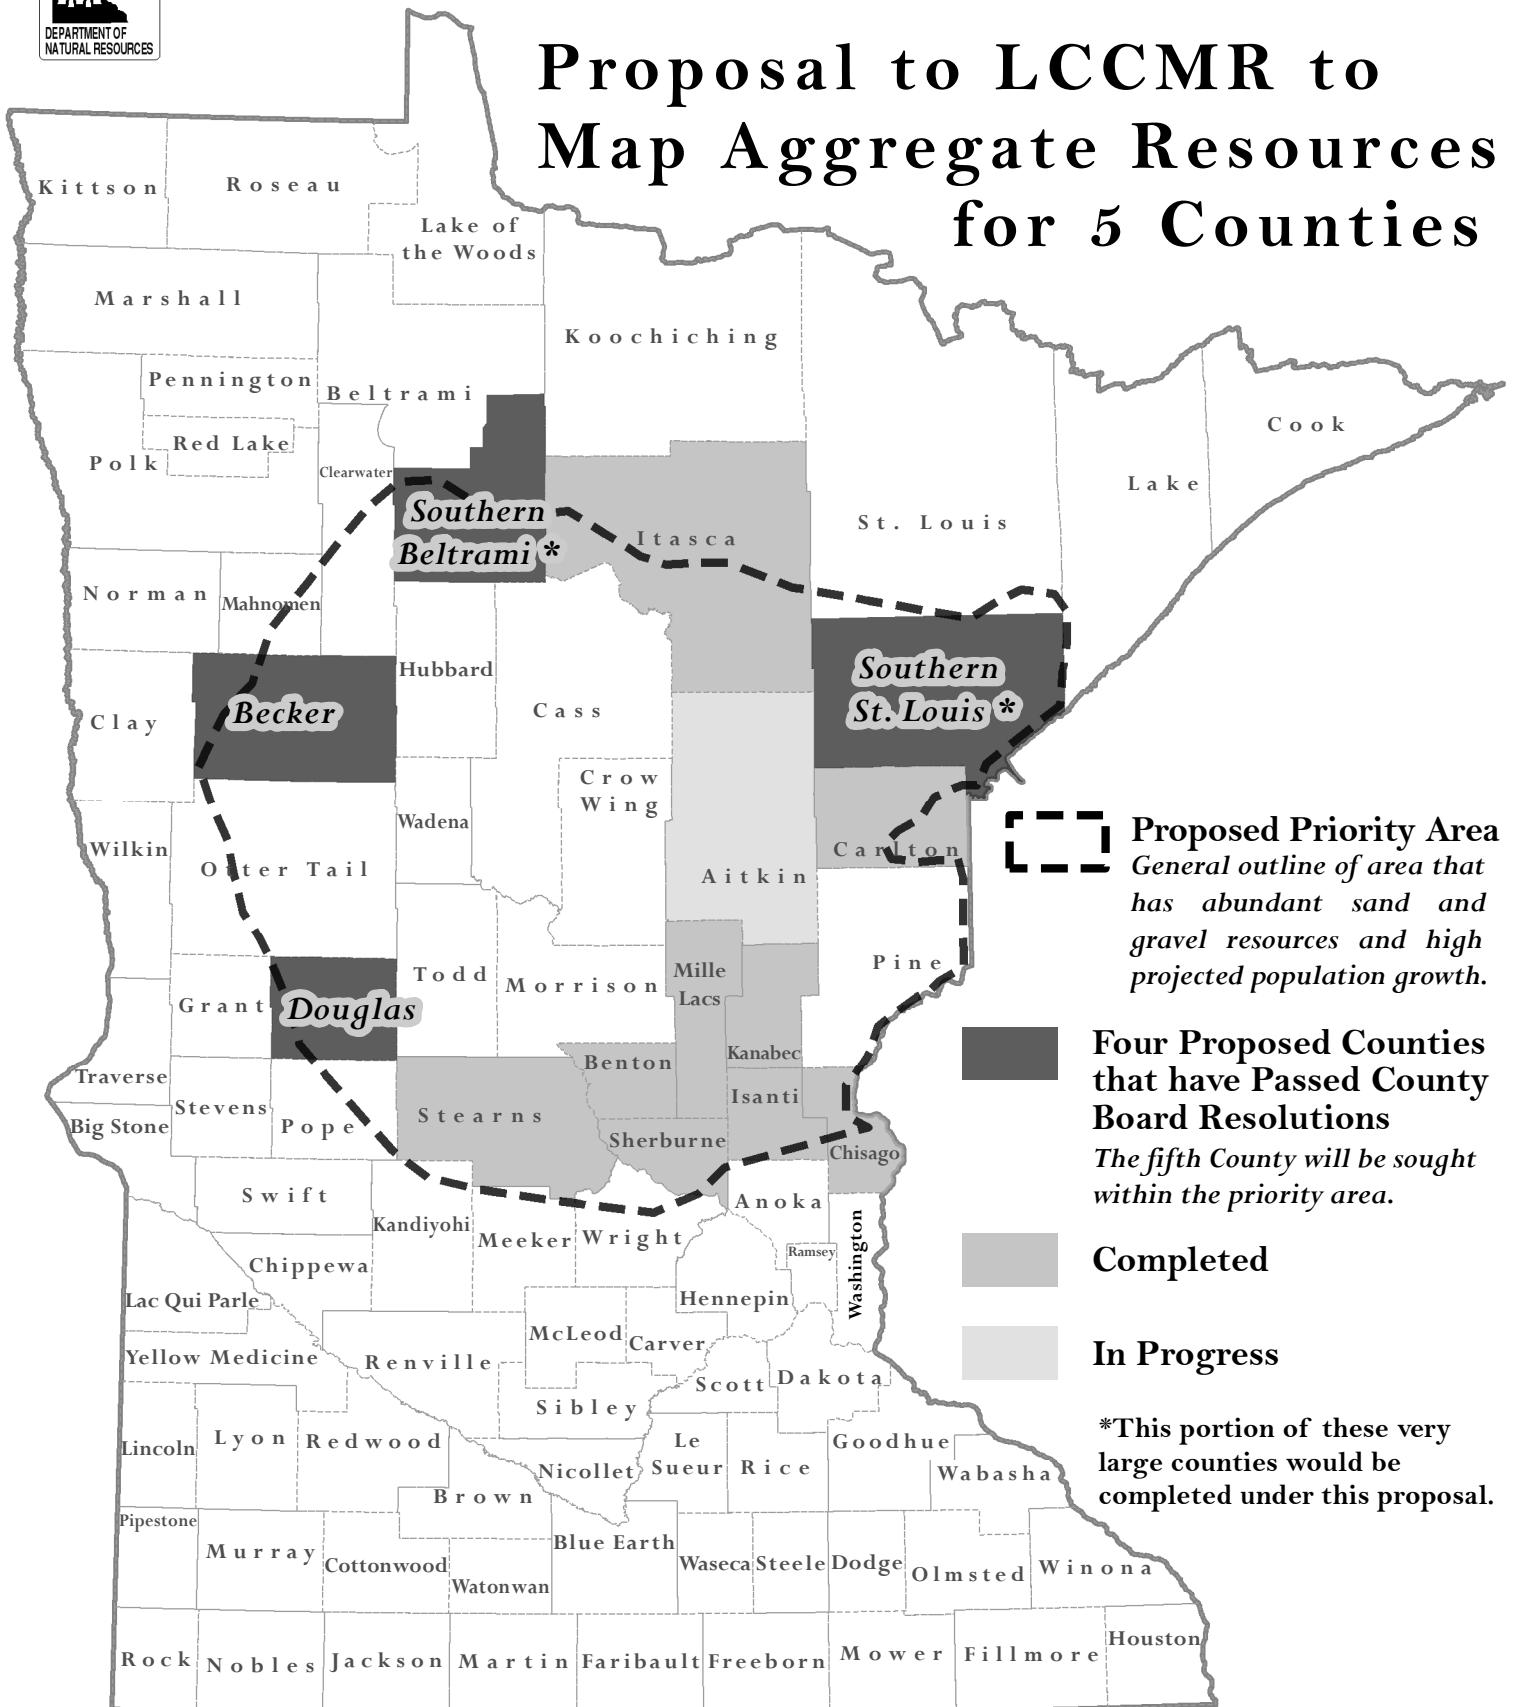 DEPARTMENT OF
NATURAL RESOURCES
Proposal to LCCMR to
Map Aggregate Resources
for 5 Counties
Kittson
Roseau
Lake of
the Woods
Marshall
Koochiching
Pennington
Beltrami
Red Lake
Polk
Clearwater
Cook
Lake
St. Louis
Southern
Beltrami *
Itasca
Norman
Mahnomen
Hubbard
Cass
Southern
St. Louis *
Becker
Clay
Crow
Wing
Wadena
Wilkin
Otter Tail
Aitkin
Carlton
Proposed Priority Area
General outline of area that
has abundant sand and
gravel resources and high
projected population growth.
Todd
Morrison
Mille
Lacs
Pine
Grant
Douglas
Kanabec
Benton
Isanti
Four Proposed Counties
that have Passed County
Board Resolutions
The fifth County will be sought
within the priority area.
Traverse
Stevens
Big Stone
Pope
Stearns
Sherburne
Chisago
Swift
Anoka
Kandiyohi
Meeker
Wright
Washington
Ramsey
Completed
Chippewa
Lac Qui Parle
Hennepin
McLeod
Carver
In Progress
Yellow Medicine
Renville
Scott
Dakota
Sibley
*This portion of these very
large counties would be
completed under this proposal.
Lincoln
Lyon
Redwood
Le
Sueur
Rice
Goodhue
Wabasha
Nicollet
Brown
Pipestone
Murray
Cottonwood
Watonwan
Blue Earth
Waseca
Steele
Dodge
Olmsted
Winona
Rock
Nobles
Jackson
Martin
Faribault
Freeborn
Mower
Fillmore
Houston